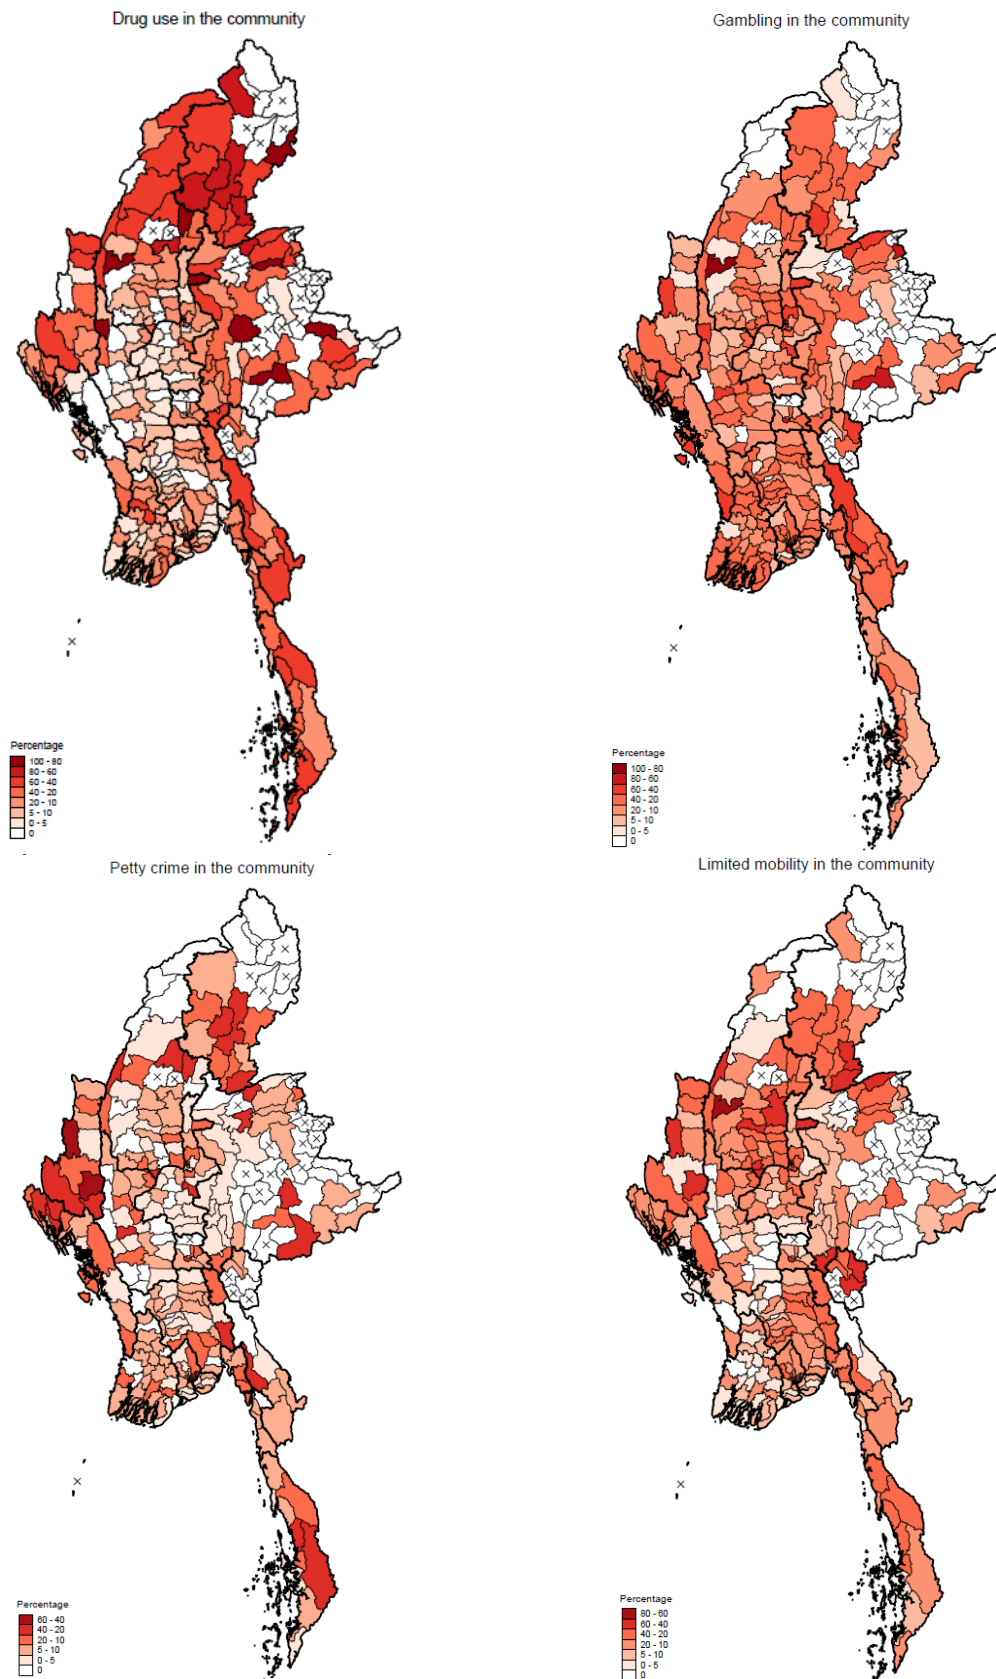 Drug use in the community
Gambling in the community
Percentage
100 - 80
80 - 60
60 - 40
40 - 20
20 - 10
5 - 10
0 - 5
0
Percentage
100 - 80
80 - 60
60 - 40
40 - 20
20 - 10
5 - 10
0 - 5
0
Petty crime in the community
Limited mobility in the community
Percentage
60 - 40
40 - 20
20 - 10
5 - 10
0 - 5
0
Percentage
80 - 60
60 - 40
40 - 20
20 - 10
5 - 10
0 - 5
0